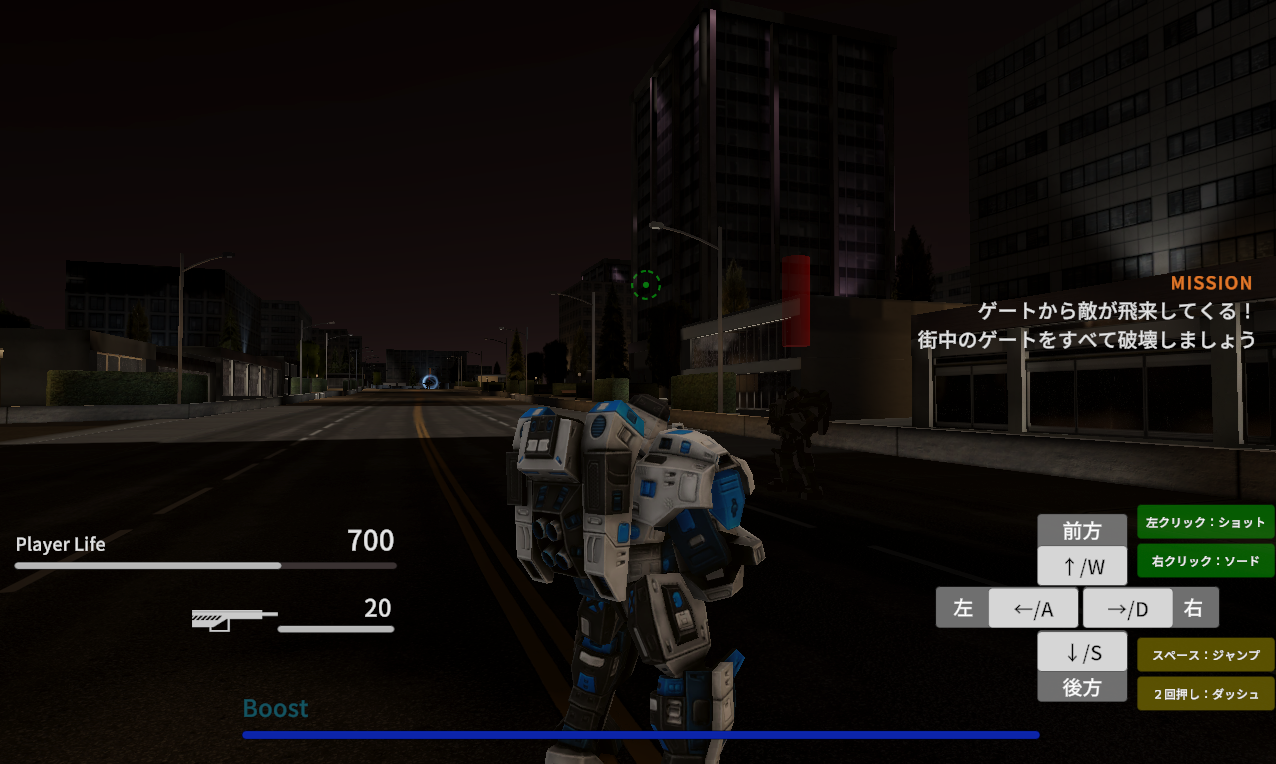 MISSION
ゲートから敵が飛来してくる！
街中のゲートをすべて破壊しましょう
Player Life
700
20
Boost
前方
↑/W
左
←/A
→/D
右
↓/S
後方
左クリック：ショット
右クリック：ソード
スペース：ジャンプ
２回押し：ダッシュ